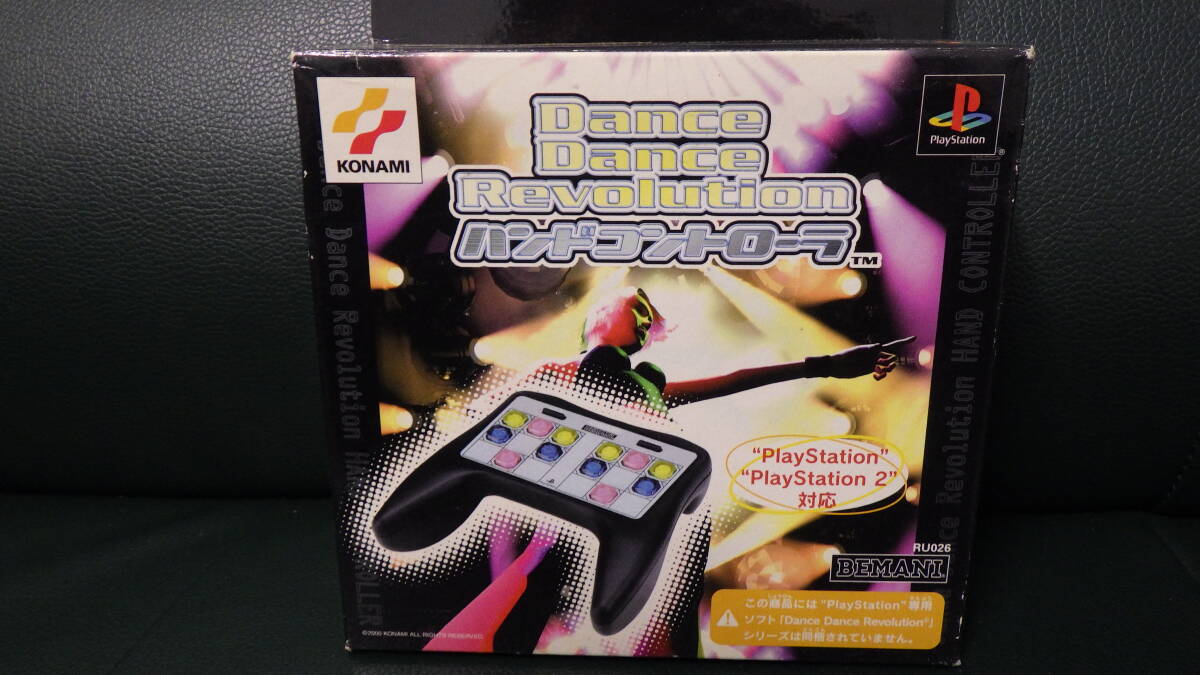 KONAMI
PlayStation
Dance
Dance
Revolution
ハンドコントローラ
TM
Dance Dance Revolution HAND CONTROLLER
Dance Dance Revolution HAND CONTROLLER
BEMANI
"PlayStation"
"PlayStation 2"
対応
RU026
BEMANI
この商品には"PlayStation"専用
ソフト「Dance Dance Revolution®」
シリーズは同梱されていません。
©2000 KONAMI ALL RIGHTS RESERVED.